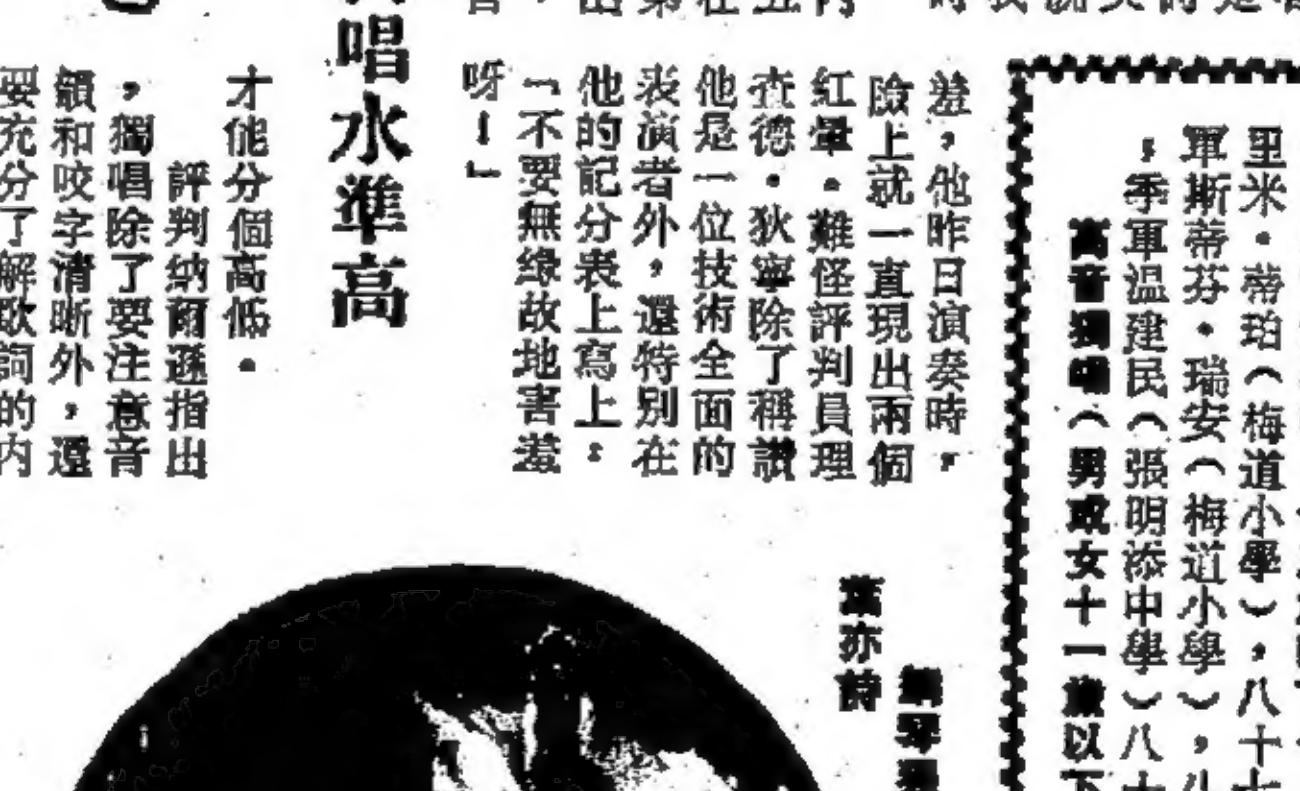 里米·蒂珀（梅道小學），八十七
軍斯蒂芬·瑞安（梅道小學），八
；季軍温建民（張明添中學）八十
高音獨唱（男或女十一歲以下
羞，他昨日演奏時，
臉上就一直現出兩個
紅暈。難怪評判員理
查德·狄寧除了稱讚
他是一位技術全面的
表演者外，還特別在
他的記分表上寫上：
「不要無緣故地害羞
呀！」
唱水準高
才能分個高低。
評判納爾遜指出
，獨唱除了要注意音
韻和咬字清晰外，還
要充分了解歌詞的内
鋼琴獨
葉亦詩